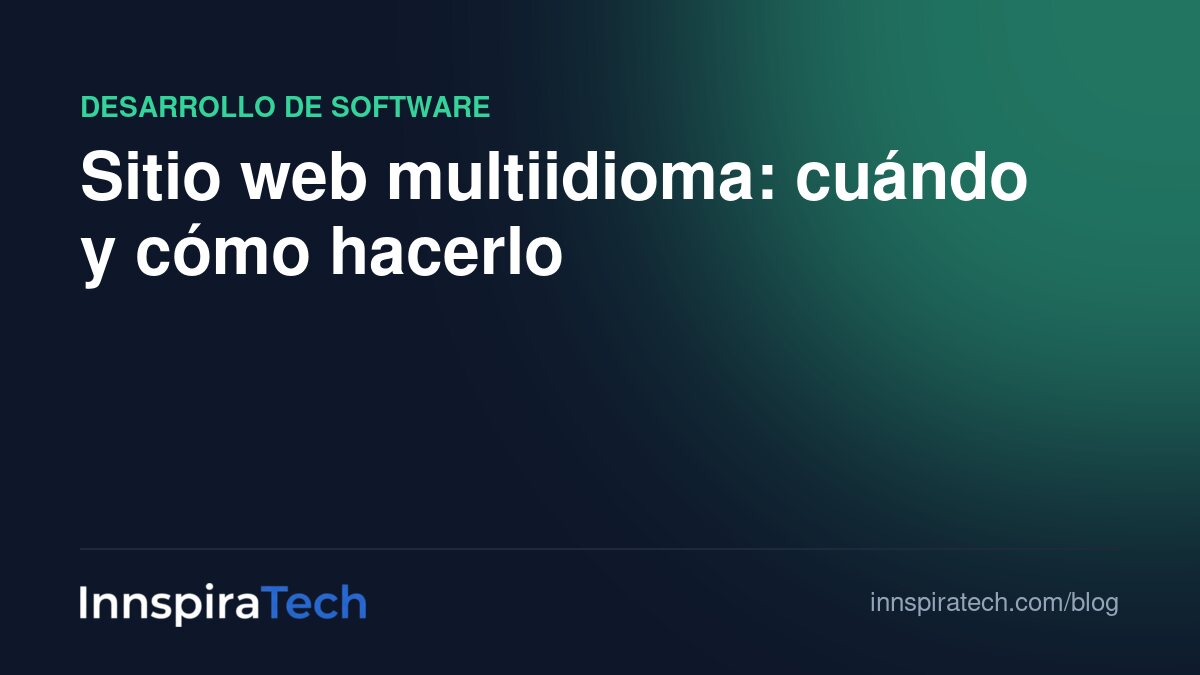 DESARROLLO DE SOFTWARE
Sitio web multiidioma: cuándo
y cómo hacerlo
InnspiraTech
innspiratech.com/blog